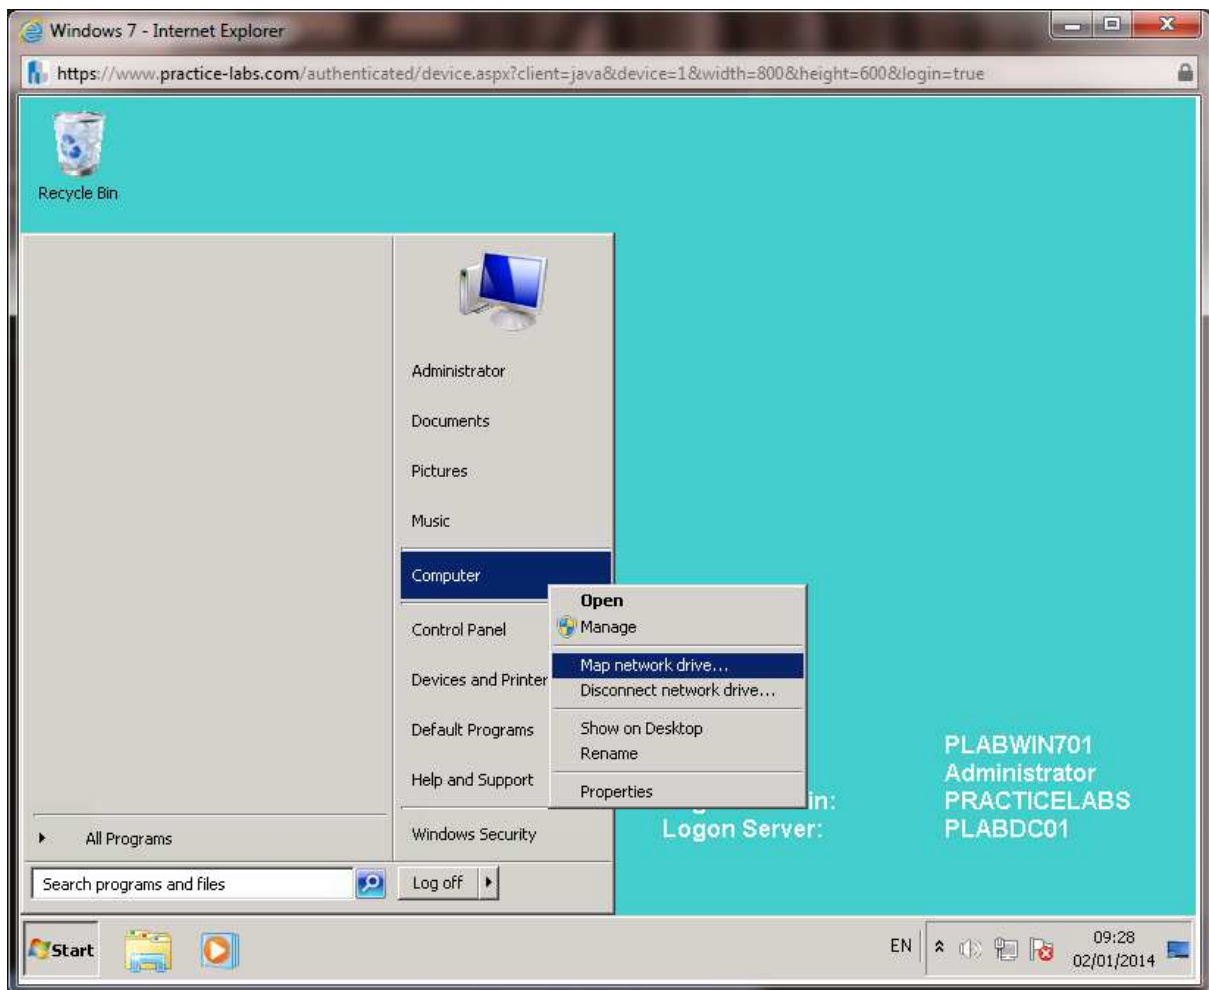 Windows 7 - Internet Explorer
https://www.practice-labs.com/authenticated/device.aspx?client=java&device=1&width=800&height=600&login=true
Recycle Bin
Administrator
Documents
Pictures
Music
Computer
Open
Manage
Control Panel
Map network drive...
Devices and Printer
Disconnect network drive...
Default Programs
Show on Desktop
Rename
Help and Support
Properties
PLABWIN701
Administrator
in: PRACTICELABS
Logon Server: PLABDC01
All Programs
Windows Security
Search programs and files
Log off
Start
EN
09:28
02/01/2014